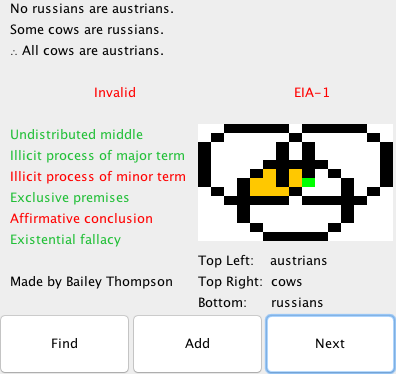 No russians are austrians.
Some cows are russians.
∴ All cows are austrians.
Invalid
EIA-1
Undistributed middle
Illicit process of major term
Illicit process of minor term
Exclusive premises
Affirmative conclusion
Existential fallacy
Top Left: austrians
Top Right: cows
Bottom: russians
Made by Bailey Thompson
Find
Add
Next